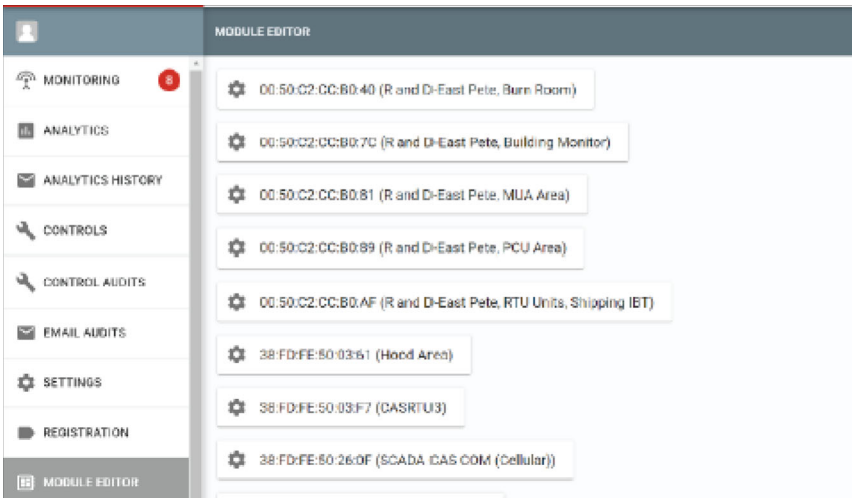 MODULE EDITOR
MONITORING
8
ANALYTICS
ANALYTICS HISTORY
CONTROLS
CONTROL AUDITS
EMAIL AUDITS
SETTINGS
REGISTRATION
MODULE EDITOR
00:50:C2:CC:B0:40 (R and D-East Pete, Burn Room)
00:50:C2:CC:B0:7C (R and D-East Pete, Building Monitor)
00:50:C2:CC:B0:81 (R and D-East Pete, MUA Area)
00:50:C2:CC:B0:89 (R and D-East Pete, PCU Area)
00:50:C2:CC:B0:AF (R and D-East Pete, RTU Units, Shipping IBT)
38:FD:FE:50:03:61 (Hood Area)
38:FD:FE:50:03:F7 (CASRTU3)
38:FD:FE:50:26:0F (SCADA CAS COM (Cellular))